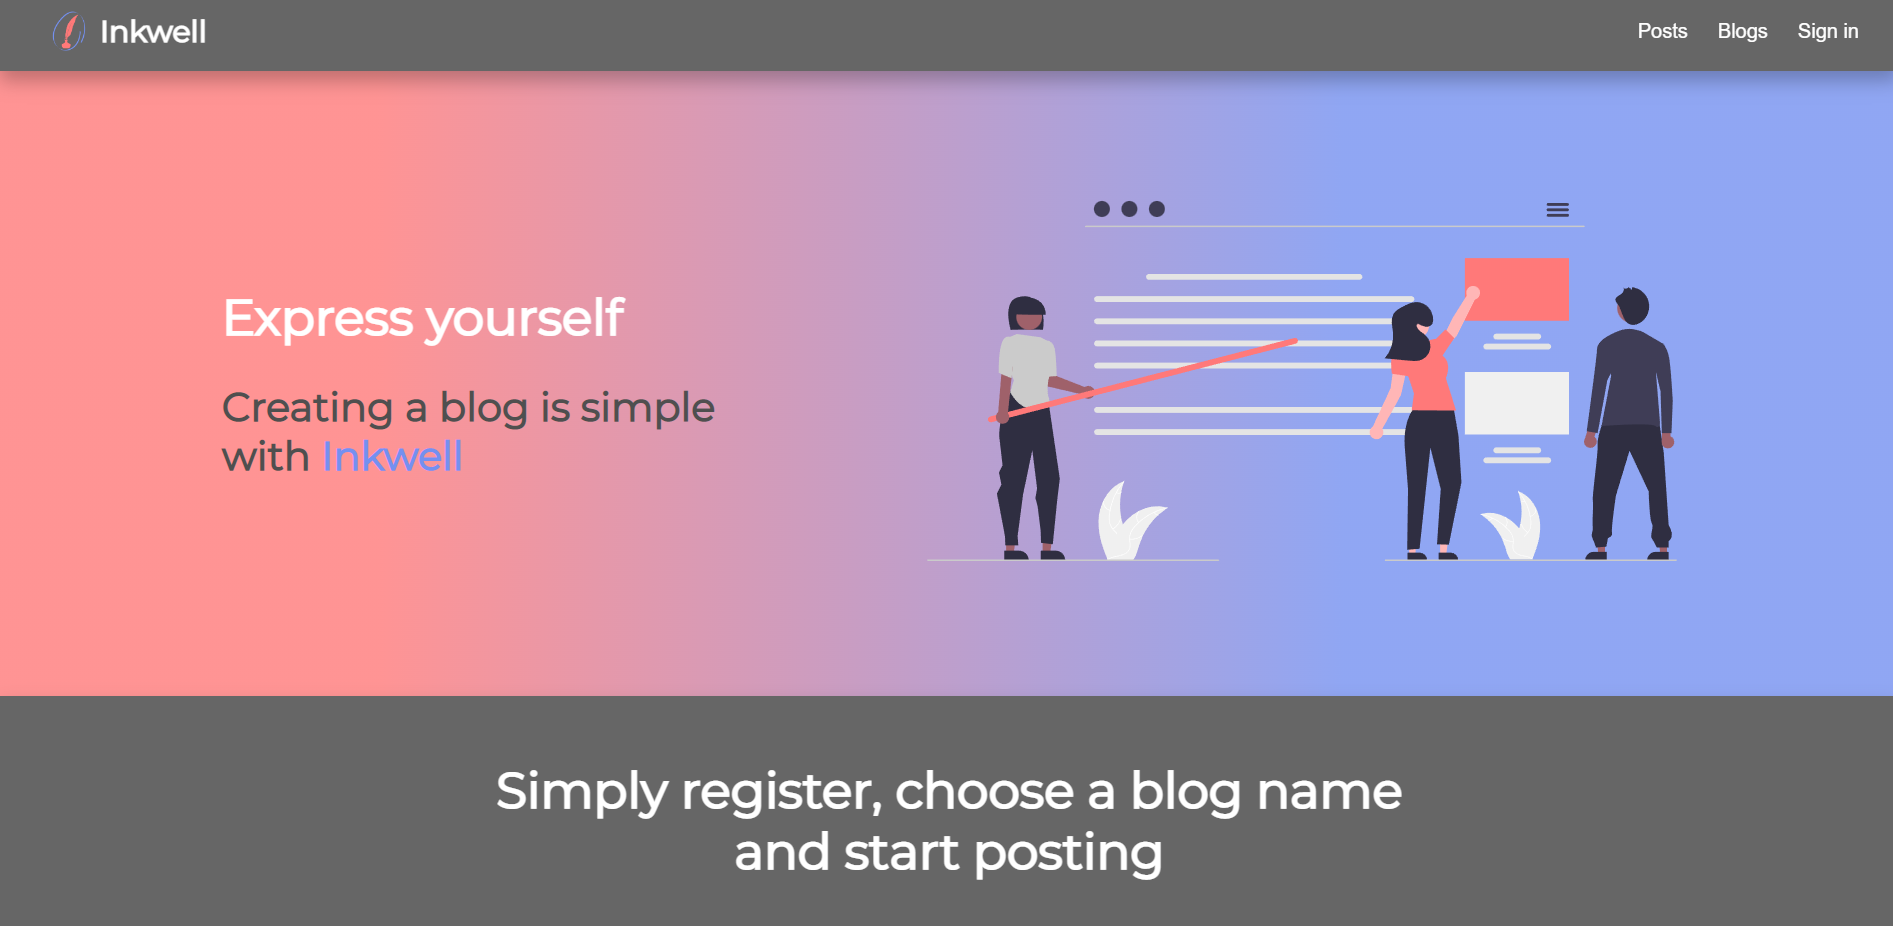 Inkwell
Posts
Blogs
Sign in
Express yourself
Creating a blog is simple
with Inkwell
Simply register, choose a blog name
and start posting